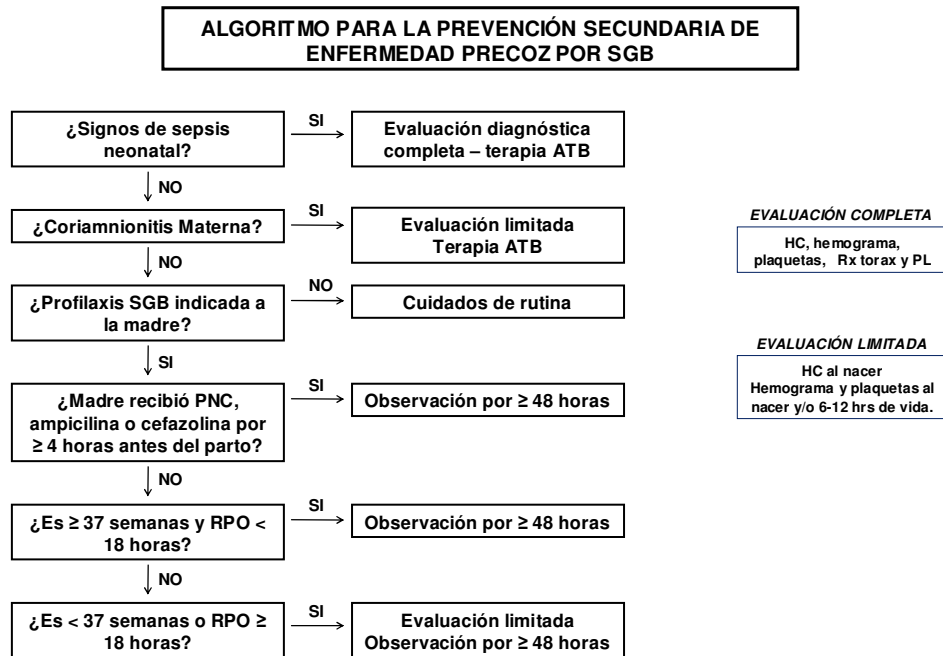 ALGORITMO PARA LA PREVENCIÓN SECUNDARIA DE
ENFERMEDAD PRECOZ POR SGB
¿Signos de sepsis
neonatal?
SI
Evaluación diagnóstica
completa – terapia ATB
NO
¿Coriamnionitis Materna?
SI
Evaluación limitada
Terapia ATB
NO
¿Profilaxis SGB indicada a
la madre?
NO
Cuidados de rutina
SI
¿Madre recibió PNC,
ampicilina o cefazolina por
≥ 4 horas antes del parto?
SI
Observación por ≥ 48 horas
NO
¿Es ≥ 37 semanas y RPO <
18 horas?
SI
Observación por ≥ 48 horas
NO
¿Es < 37 semanas o RPO ≥
18 horas?
SI
Evaluación limitada
Observación por ≥ 48 horas
EVALUACIÓN COMPLETA
HC, hemograma,
plaquetas, Rx torax y PL
EVALUACIÓN LIMITADA
HC al nacer
Hemograma y plaquetas al
nacer y/o 6-12 hrs de vida.